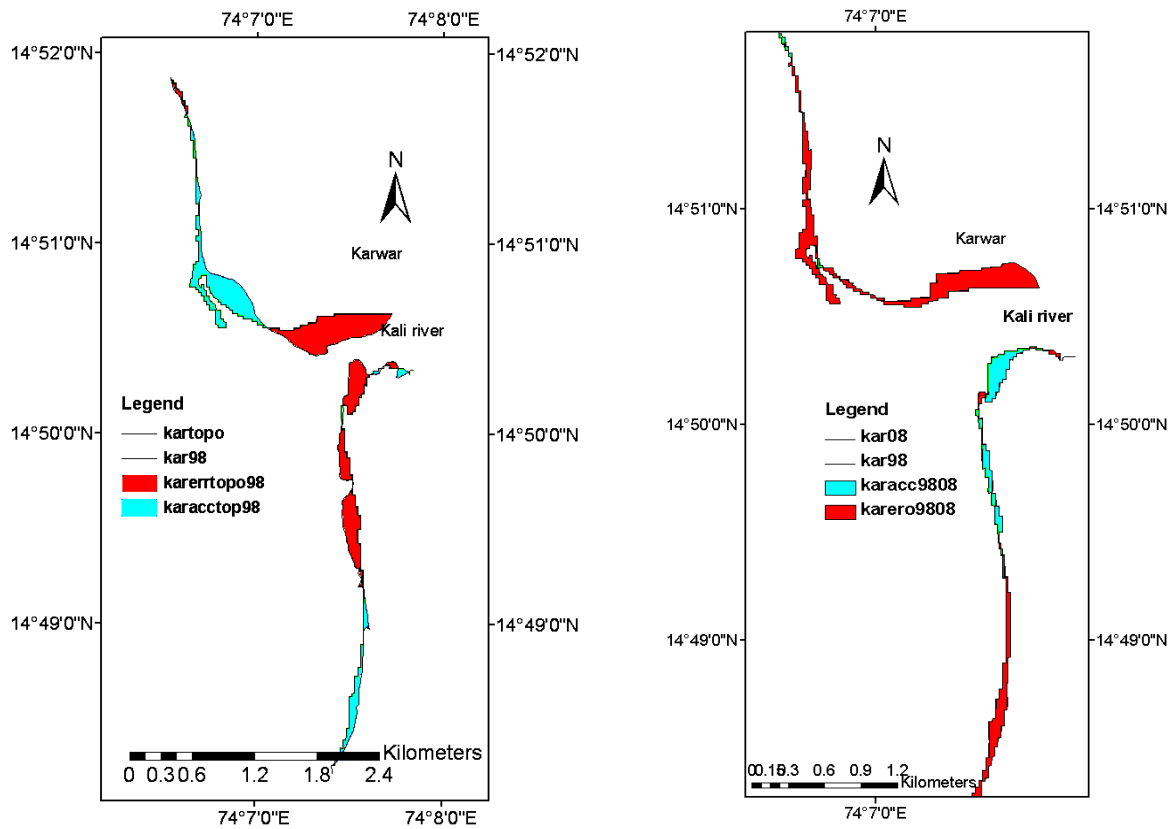 74°7'0"E 74°8'0"E
14°52'0"N 14°52'0"N
N
14°51'0"N 14°51'0"N
Karwar
Kali river
Legend
kartopo
14°50'0"N 14°50'0"N
kar98
karerrtopo98
karacctop98
14°49'0"N 14°49'0"N
Kilometers
0 0.30.6 1.2 1.8 2.4
74°7'0"E 74°8'0"E
74°7'0"E
N
14°51'0"N 14°51'0"N
Karwar
Kali river
Legend
14°50'0"N 14°50'0"N
kar08
kar98
karacc9808
karero9808
14°49'0"N 14°49'0"N
0 0.15 0.3 0.6 0.9 1.2
Kilometers
74°7'0"E